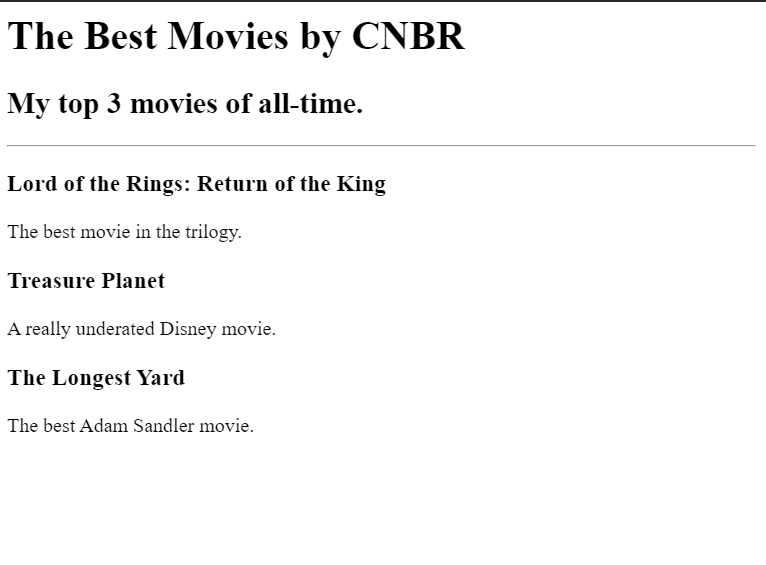 The Best Movies by CNBR
My top 3 movies of all-time.
Lord of the Rings: Return of the King
The best movie in the trilogy.
Treasure Planet
A really underated Disney movie.
The Longest Yard
The best Adam Sandler movie.